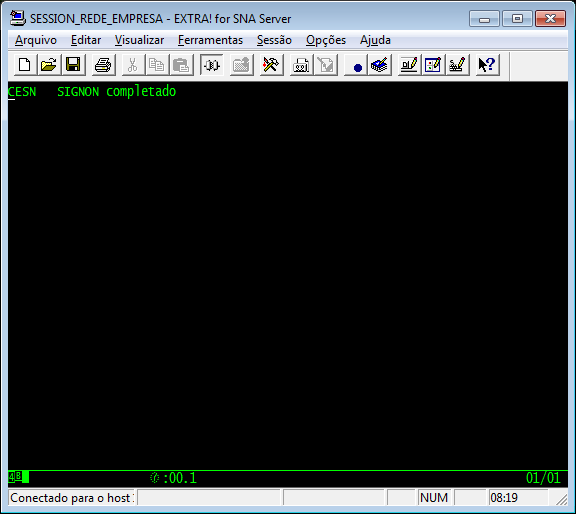 SESSION_REDE_EMPRESA - EXTRA! for SNA Server
Arquivo Editar Visualizar Ferramentas Sessão Opções Ajuda
CESN SIGNON completado
4B :00.1 01/01
Conectado para o host NUM 08:19